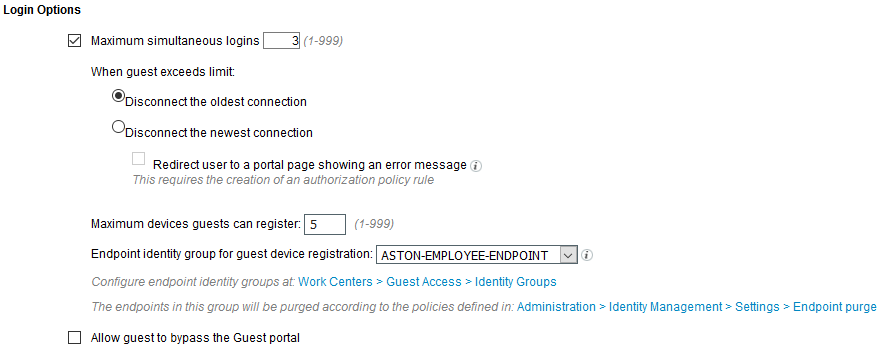 Login Options
Maximum simultaneous logins 3 (1-999)
When guest exceeds limit:
Disconnect the oldest connection
Disconnect the newest connection
Redirect user to a portal page showing an error message i
This requires the creation of an authorization policy rule
Maximum devices guests can register: 5 (1-999)
Endpoint identity group for guest device registration: ASTON-EMPLOYEE-ENDPOINT i
Configure endpoint identity groups at: Work Centers > Guest Access > Identity Groups
The endpoints in this group will be purged according to the policies defined in: Administration > Identity Management > Settings > Endpoint purge
Allow guest to bypass the Guest portal